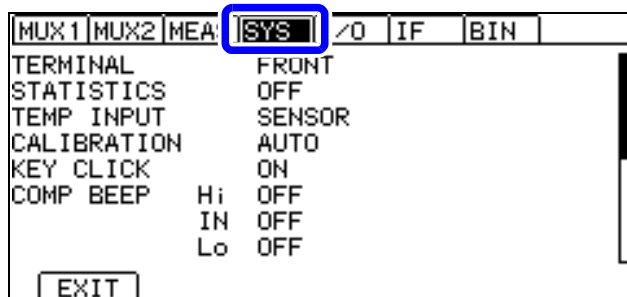 MUX1 MUX2 MEA SYS /O IF BIN
TERMINAL FRONT
STATISTICS OFF
TEMP INPUT SENSOR
CALIBRATION AUTO
KEY CLICK ON
COMP BEEP Hi OFF
IN OFF
Lo OFF
EXIT